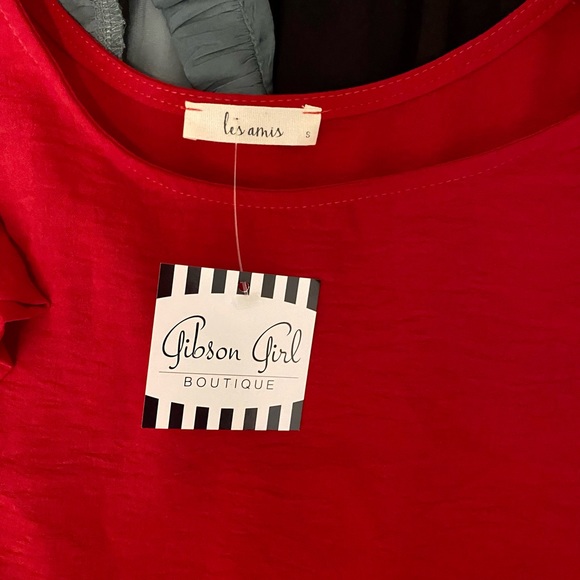 les amis
S
Gibson Girl
BOUTIQUE